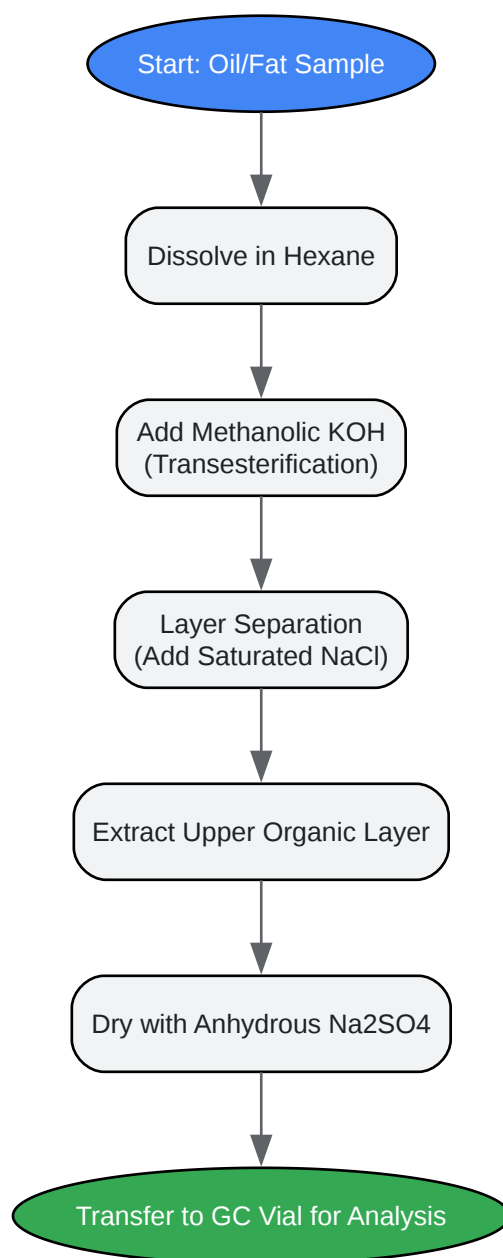 Start: Oil/Fat Sample
Dissolve in Hexane
Add Methanolic KOH
(Transesterification)
Layer Separation
(Add Saturated NaCl)
Extract Upper Organic Layer
Dry with Anhydrous Na2SO4
Transfer to GC Vial for Analysis